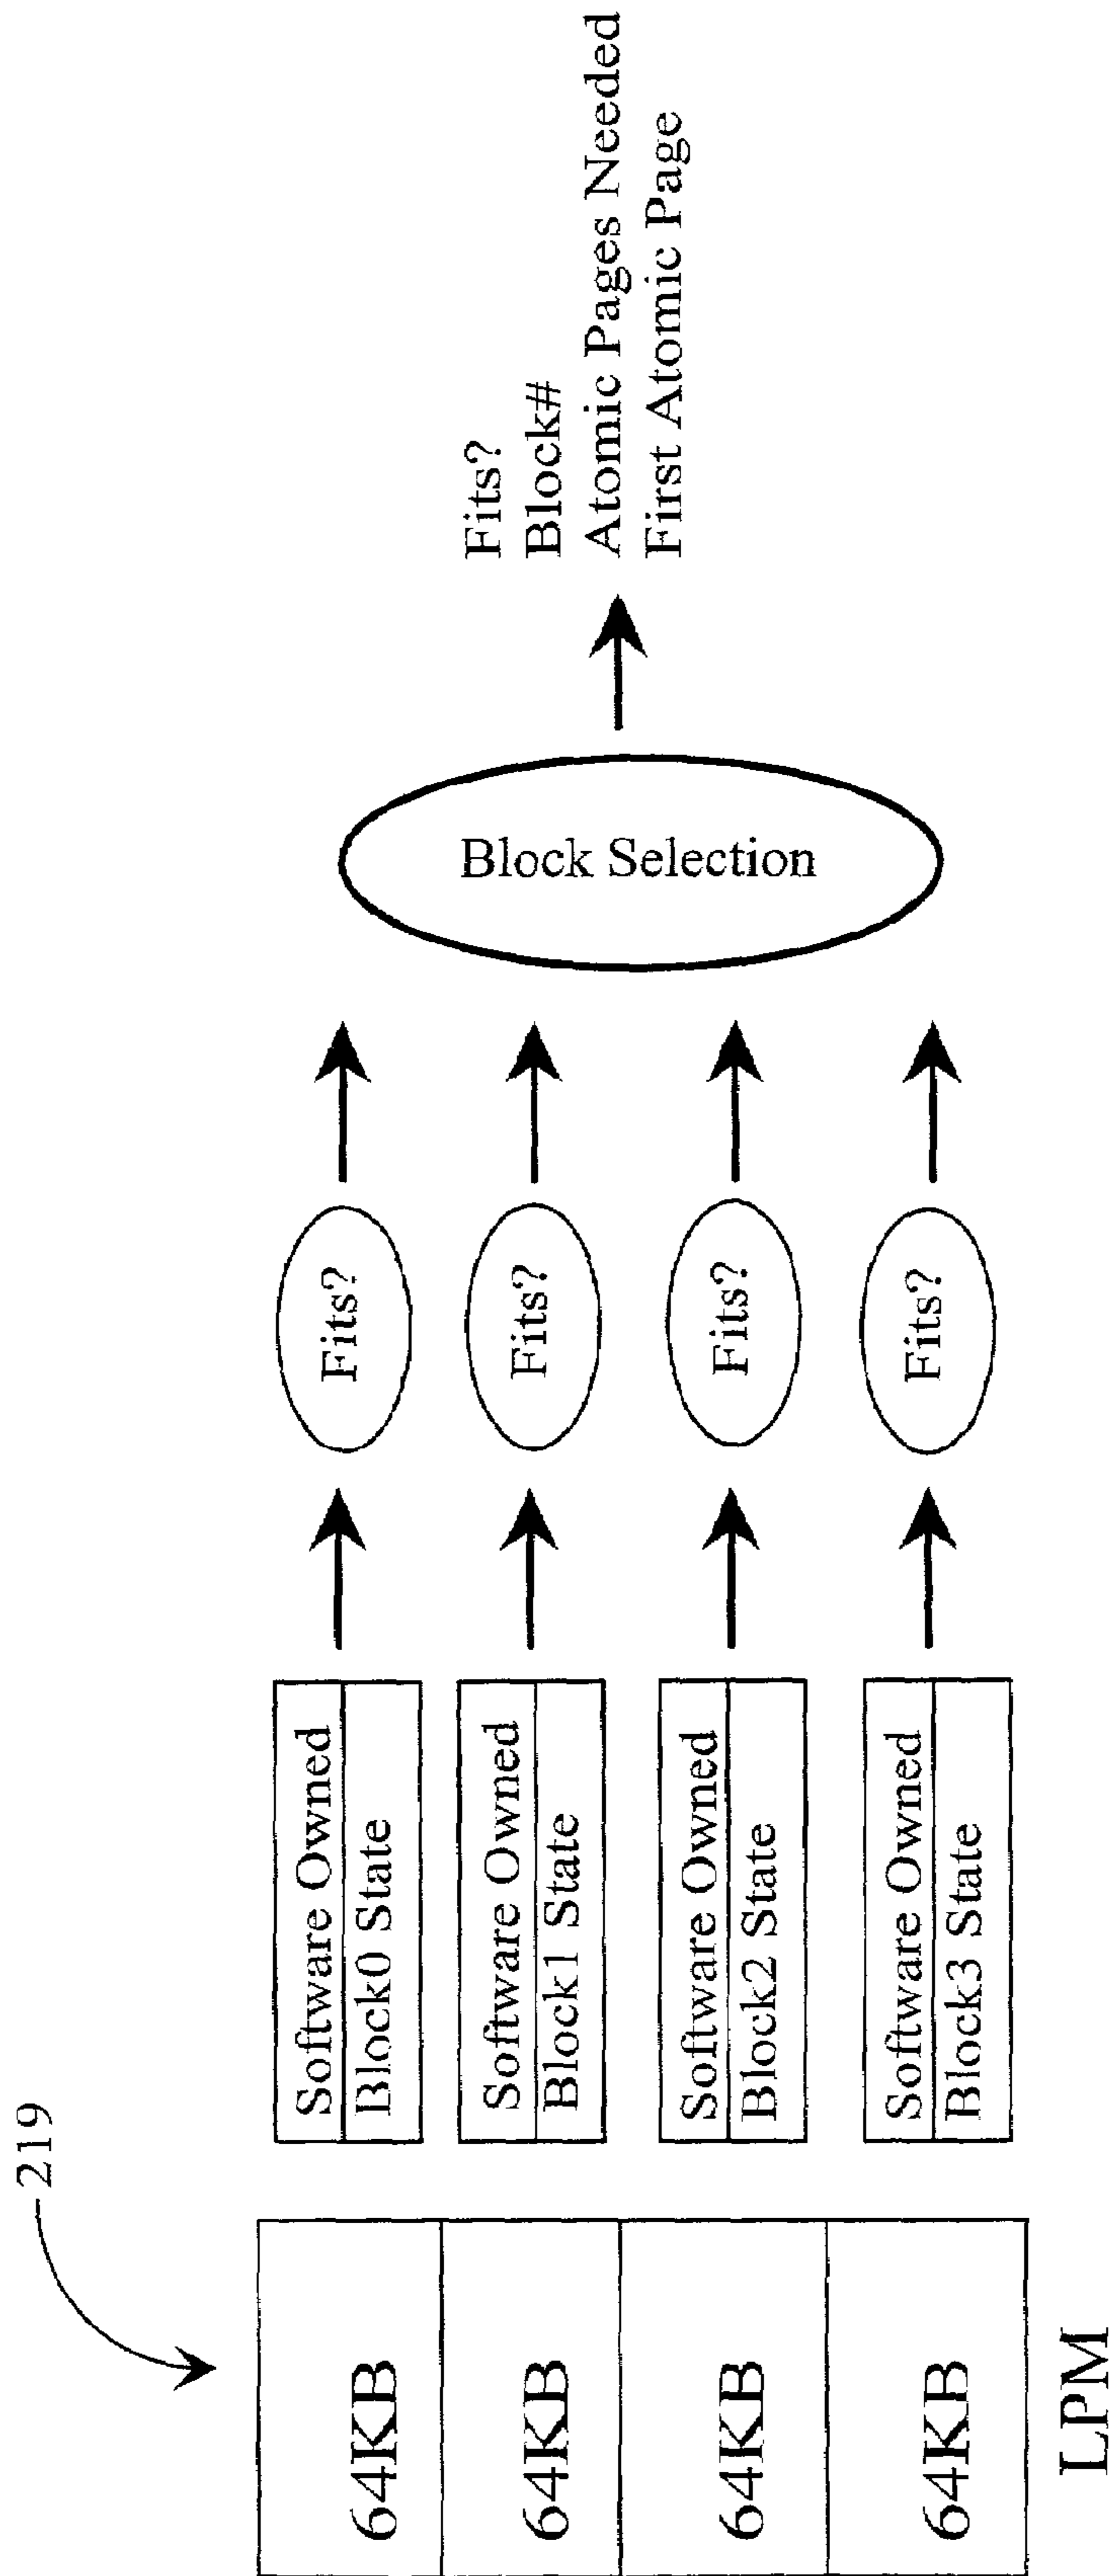 219
64KB
64KB
64KB
64KB
LPM
Software Owned
Block0 State
Software Owned
Block1 State
Software Owned
Block2 State
Software Owned
Block3 State
Fits?
Fits?
Fits?
Fits?
Block Selection
Fits?
Block#
Atomic Pages Needed
First Atomic Page